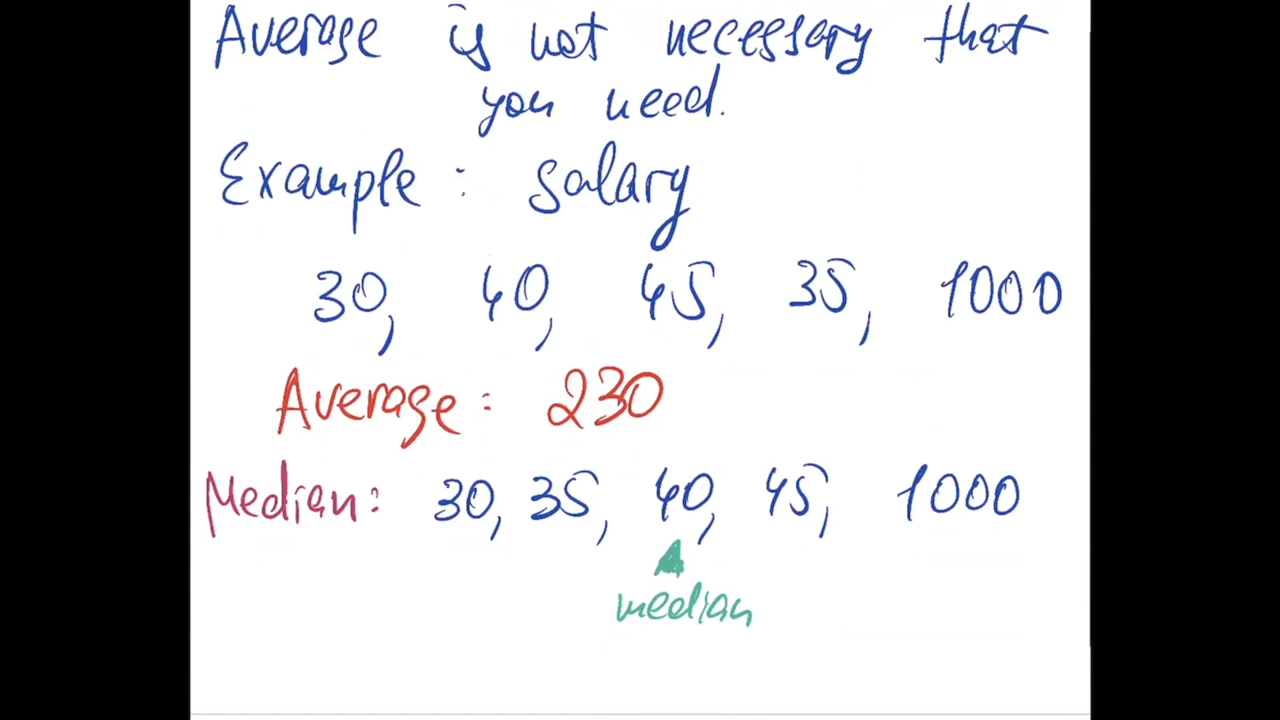 Average is not necessary that
you need.
Example: salary
30, 40, 45, 35, 1000
Average: 230
Median: 30, 35, 40, 45, 1000
median